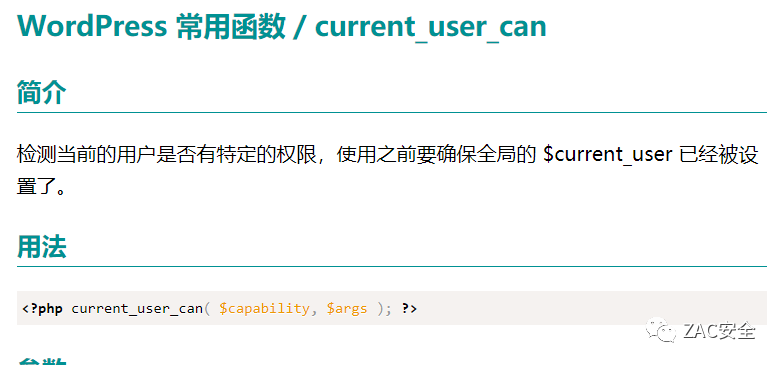 WordPress 常用函数 / current_user_can
简介
检测当前的用户是否有特定的权限，使用之前要确保全局的 $current_user 已经被设
置了。
用法
<?php current_user_can( $capability, $args ); ?>
ZAC安全
参数